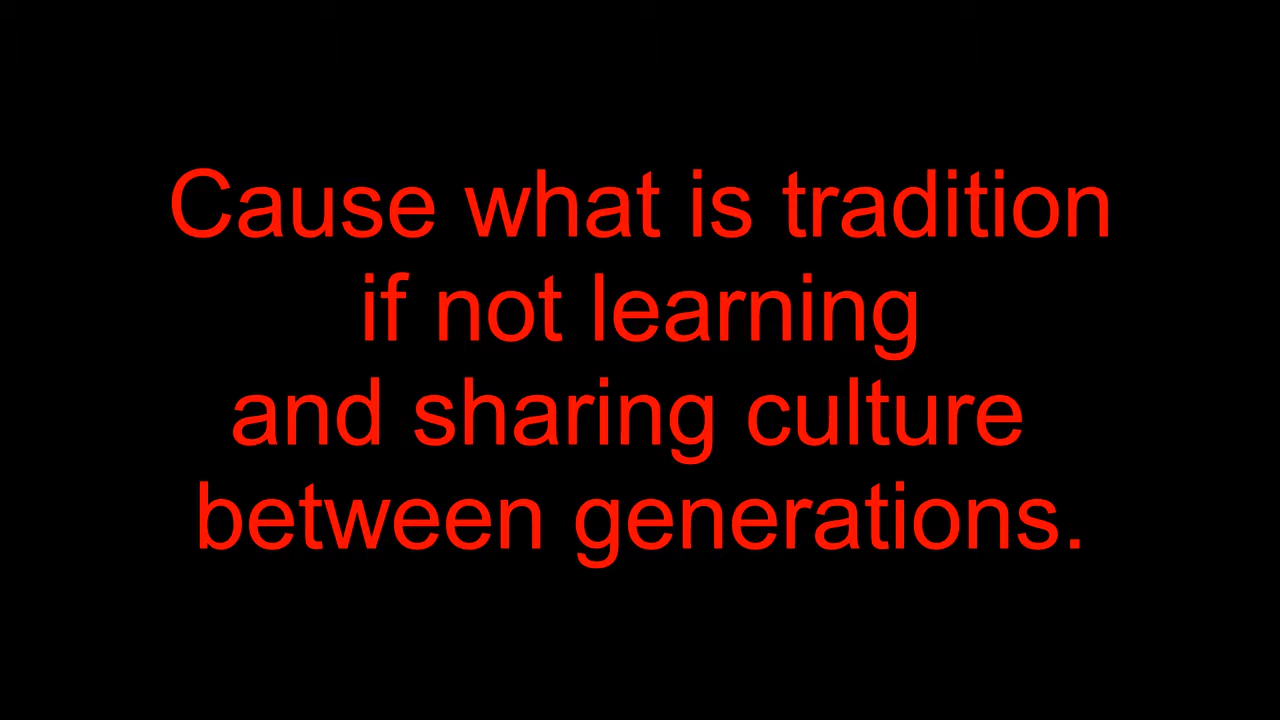 Cause what is tradition
if not learning
and sharing culture
between generations.